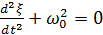 d²ξ/dt² + ω₀² = 0